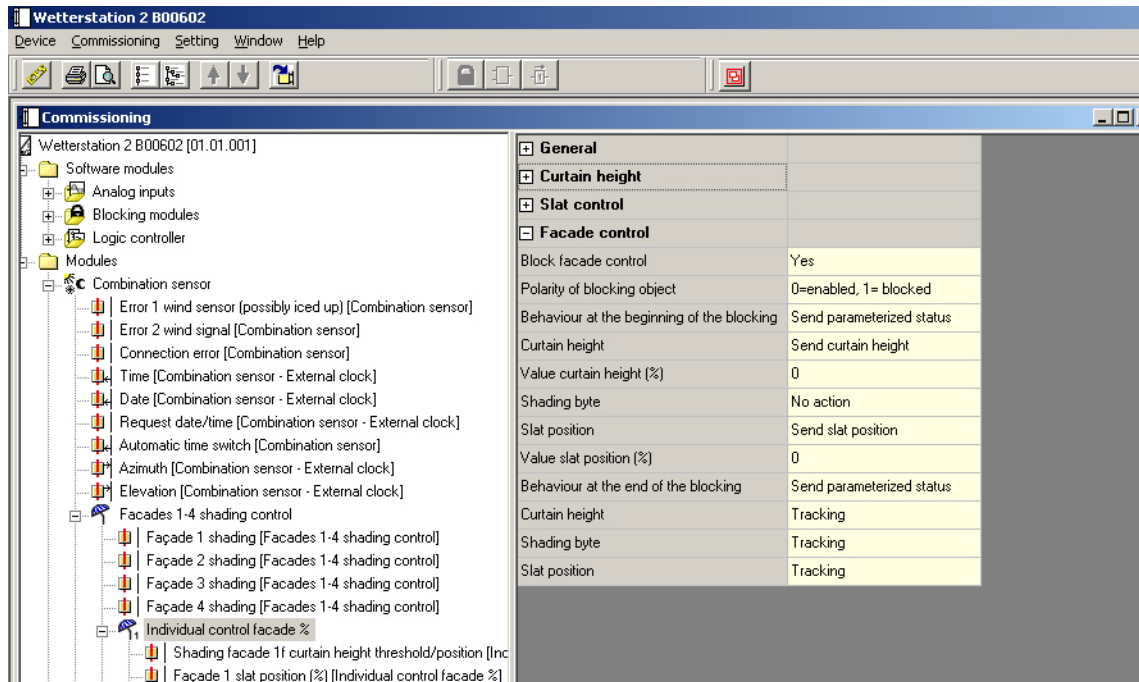 Wetterstation 2 B00602
Device Commissioning Setting Window Help
Commissioning
Wetterstation 2 B00602 [01.01.001]
Software modules
Analog inputs
Blocking modules
Logic controller
Modules
Combination sensor
Error 1 wind sensor (possibly iced up) [Combination sensor]
Error 2 wind signal [Combination sensor]
Connection error [Combination sensor]
Time [Combination sensor - External clock]
Date [Combination sensor - External clock]
Request date/time [Combination sensor - External clock]
Automatic time switch [Combination sensor]
Azimuth [Combination sensor - External clock]
Elevation [Combination sensor - External clock]
Facades 1-4 shading control
Façade 1 shading [Facades 1-4 shading control]
Façade 2 shading [Facades 1-4 shading control]
Façade 3 shading [Facades 1-4 shading control]
Façade 4 shading [Facades 1-4 shading control]
1 Individual control facade %
Shading facade 1f curtain height threshold/position [Inc
Façade 1 slat position (%) [Individual control facade %]
General
Curtain height
Slat control
Facade control
Block facade control Yes
Polarity of blocking object 0=enabled, 1= blocked
Behaviour at the beginning of the blocking Send parameterized status
Curtain height Send curtain height
Value curtain height (%) 0
Shading byte No action
Slat position Send slat position
Value slat position (%) 0
Behaviour at the end of the blocking Send parameterized status
Curtain height Tracking
Shading byte Tracking
Slat position Tracking